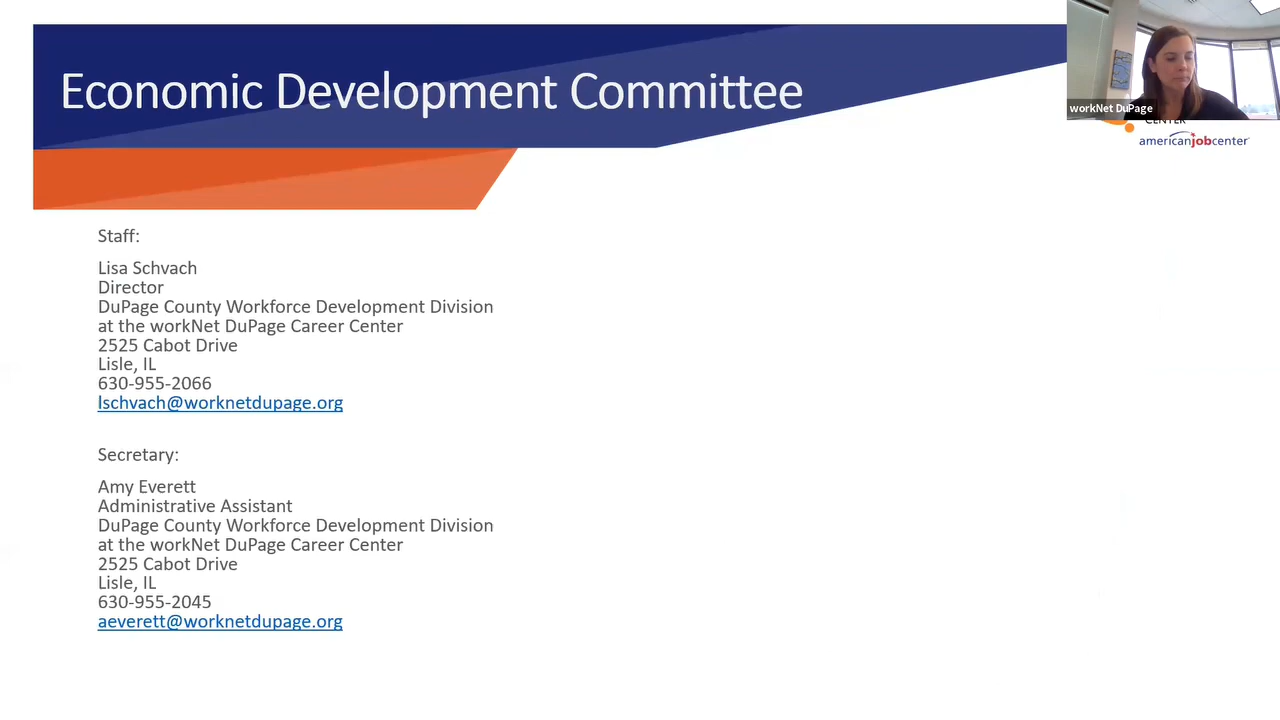 Economic Development Committee
workNet DuPage
CENTER
americanjobcenter
Staff:
Lisa Schvach
Director
DuPage County Workforce Development Division
at the workNet DuPage Career Center
2525 Cabot Drive
Lisle, IL
630-955-2066
lschvach@worknetdupage.org
Secretary:
Amy Everett
Administrative Assistant
DuPage County Workforce Development Division
at the workNet DuPage Career Center
2525 Cabot Drive
Lisle, IL
630-955-2045
aeverett@worknetdupage.org